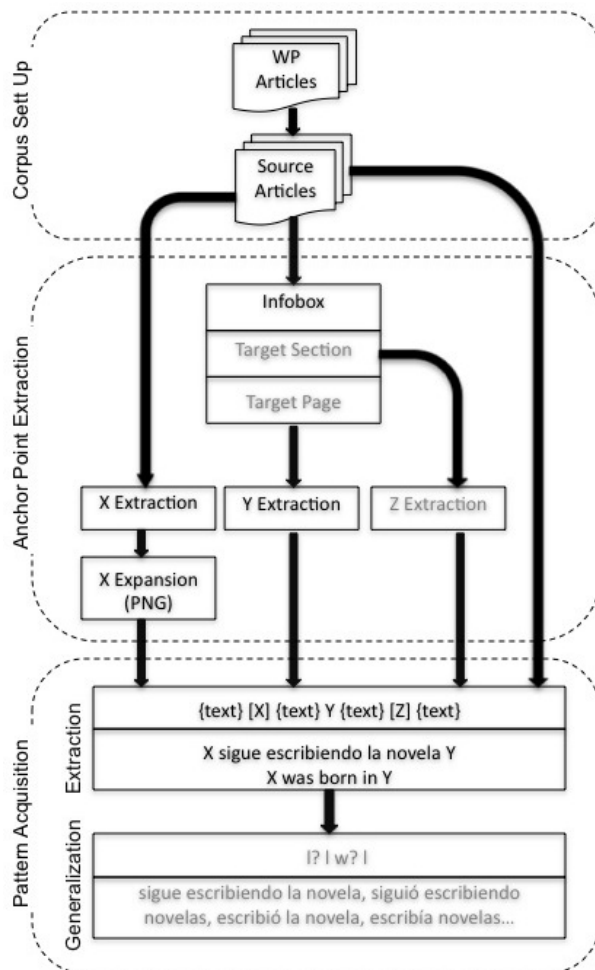 Corpus Sett Up
WP
Articles
Source
Articles
Anchor Point Extraction
Infobox
Target Section
Target Page
X Extraction
Y Extraction
Z Extraction
X Expansion
(PNG)
Pattern Acquisition
Extraction
{text} [X] {text} Y {text} [Z] {text}
X sigue escribiendo la novela Y
X was born in Y
Generalization
l? l w? l
sigue escribiendo la novela, siguió escribiendo
novelas, escribió la novela, escribía novelas...